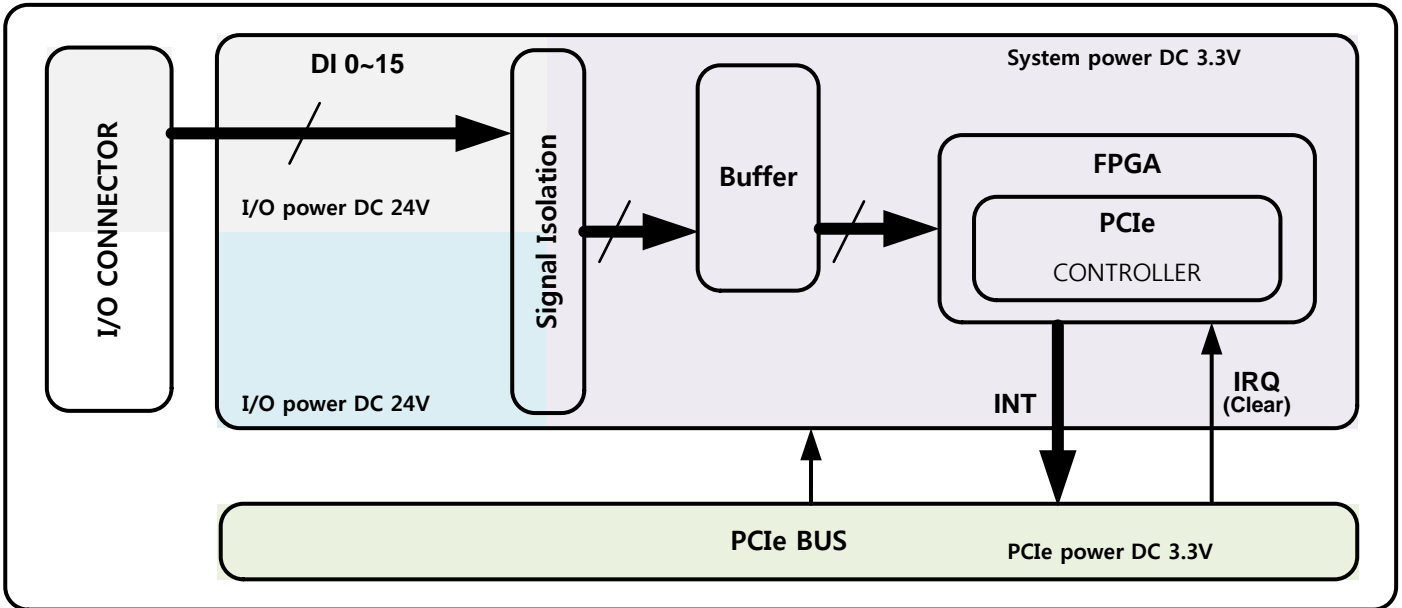 DI 0~15
System power DC 3.3V
I/O CONNECTOR
I/O power DC 24V
Signal Isolation
Buffer
FPGA
PCIe
CONTROLLER
I/O power DC 24V
INT
IRQ
(Clear)
PCIe BUS
PCIe power DC 3.3V